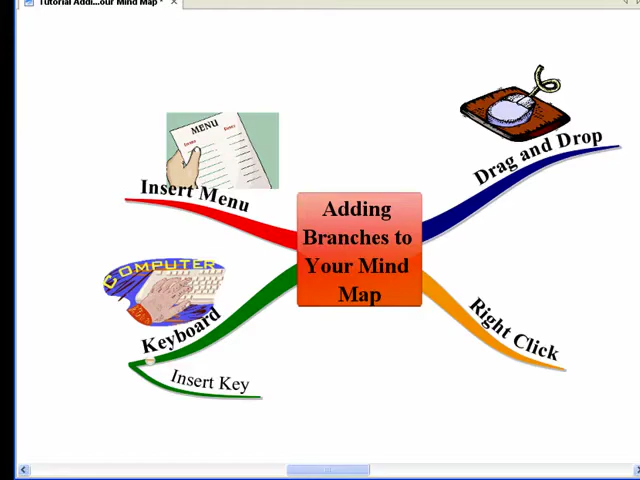 Tutorial Addi...our Mind Map *
MENU
Insert Menu
Drag and Drop
Adding
Branches to
Your Mind
Map
COMPUTER
Keyboard
Insert Key
Right Click